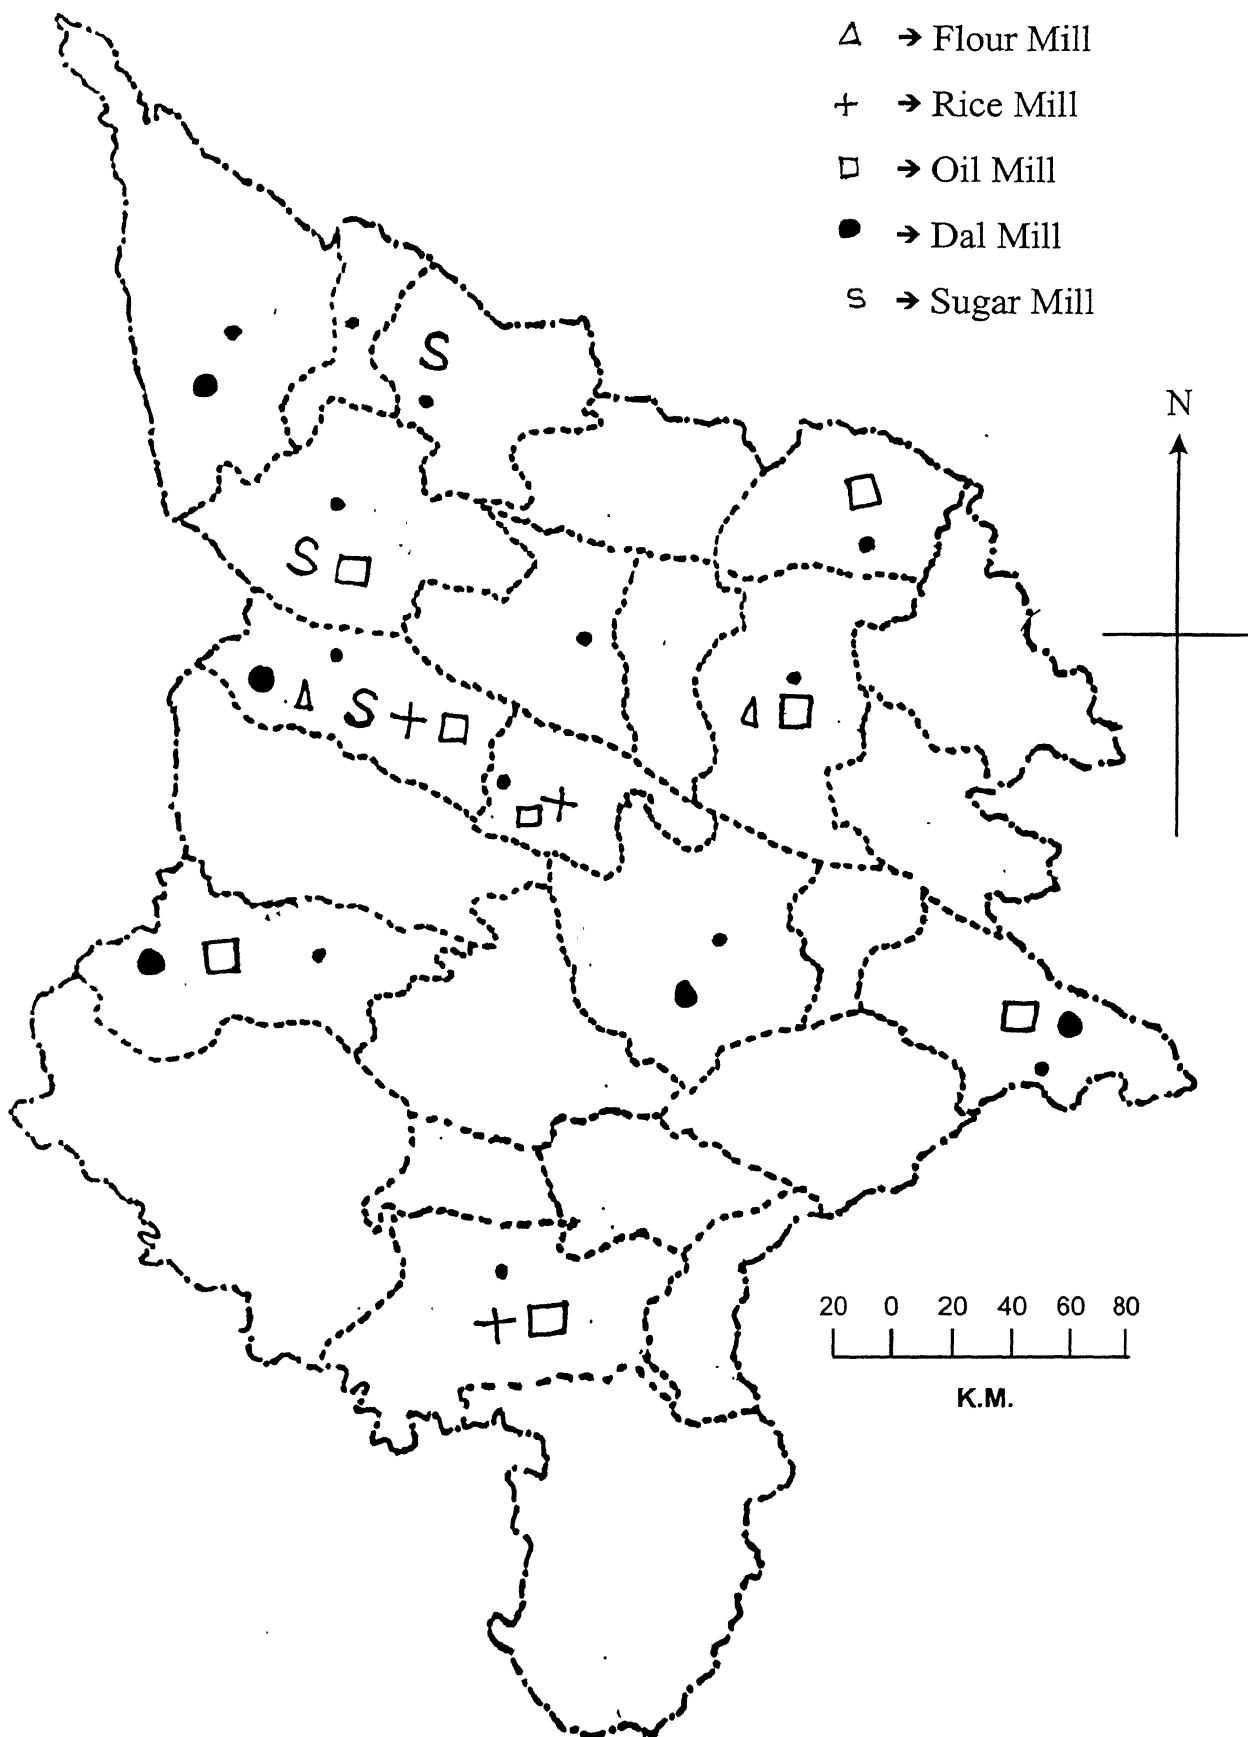 △ → Flour Mill
+ → Rice Mill
□ → Oil Mill
● → Dal Mill
S → Sugar Mill
N
S
S
S
20 0 20 40 60 80
K.M.